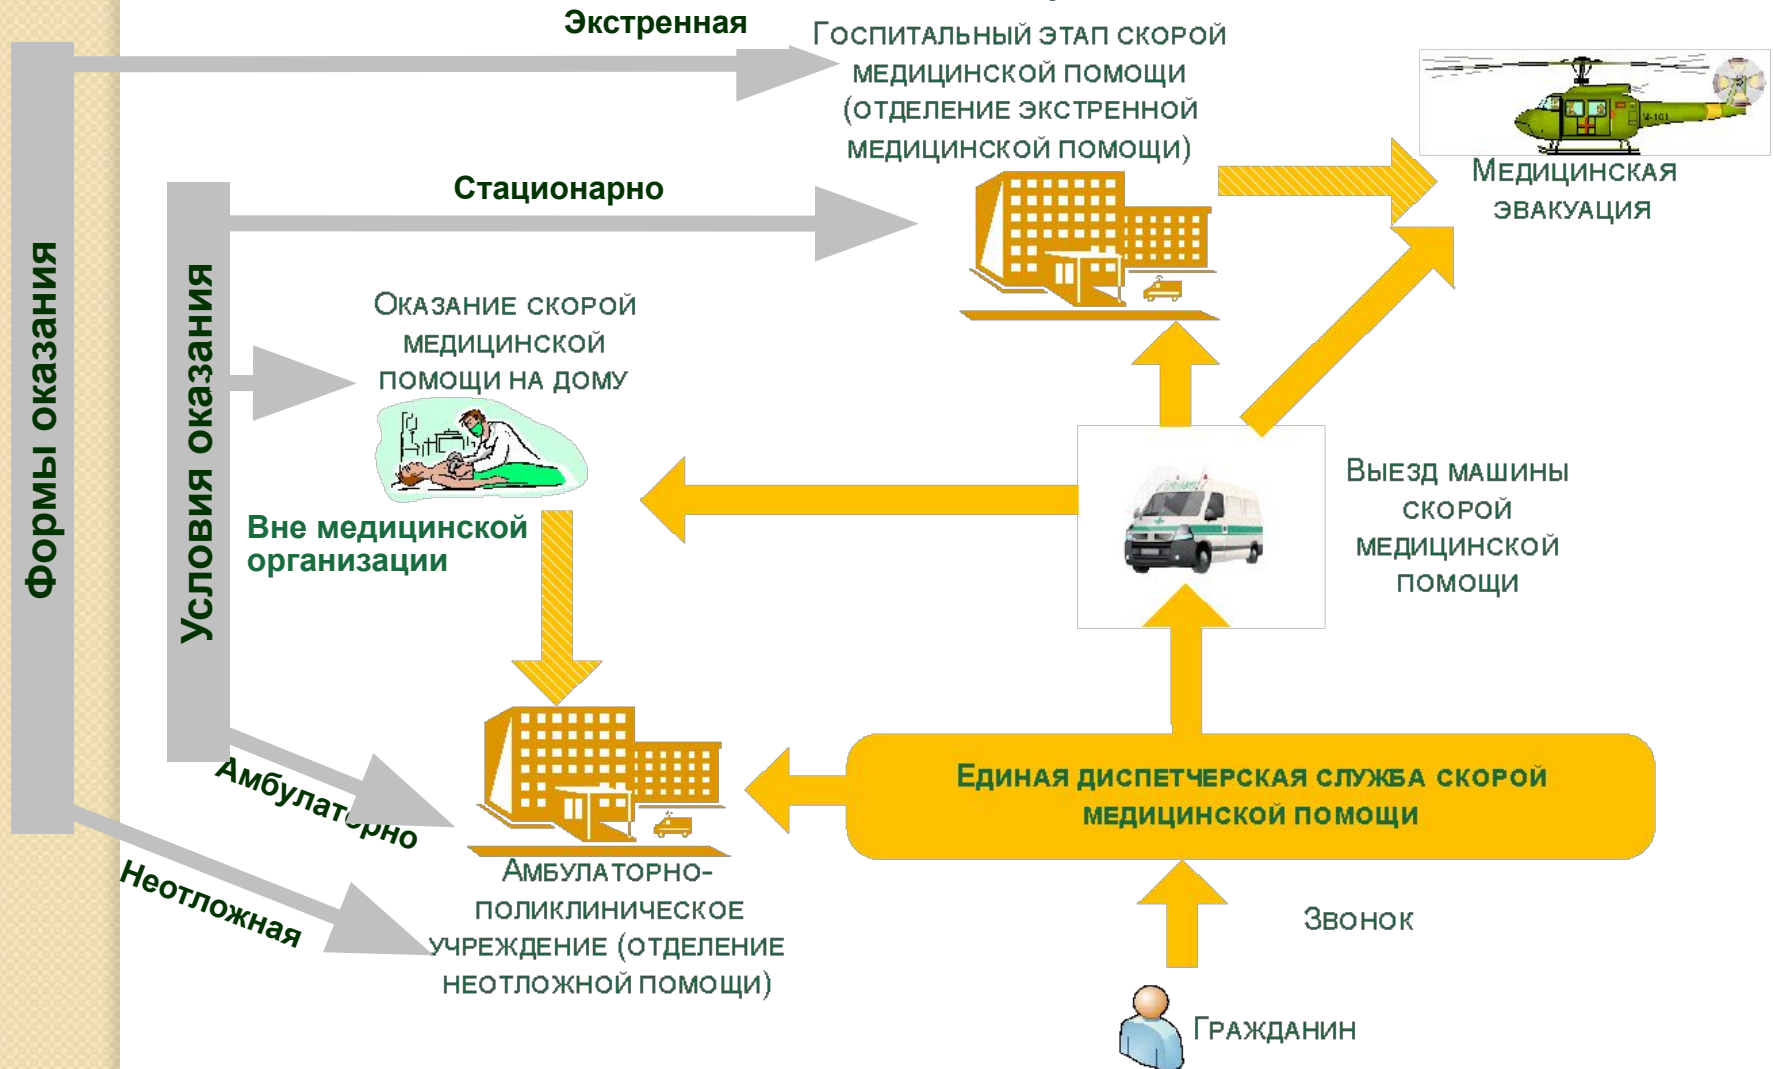 Экстренная
Госпитальный этап скорой
медицинской помощи
(отделение экстренной
медицинской помощи)
Медицинская
эвакуация
Стационарно
Формы оказания
Условия оказания
Оказание скорой
медицинской
помощи на дому
Вне медицинской
организации
Выезд машины
скорой
медицинской
помощи
Амбулаторно
Неотложная
Единая диспетчерская служба скорой
медицинской помощи
Амбулаторно-
поликлиническое
учреждение (отделение
неотложной помощи)
Звонок
Гражданин